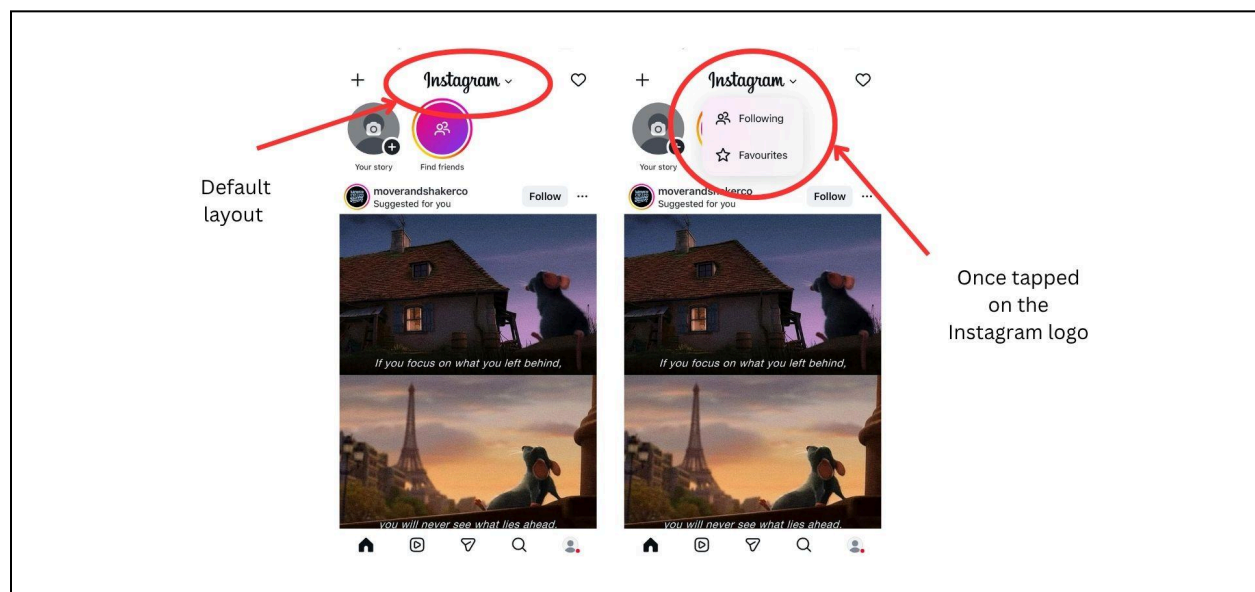 Instagram
Your story
Find friends
moverandshakerco
Suggested for you
Follow
If you focus on what you left behind,
you will never see what lies ahead.
Default
layout
Instagram
Following
Favourites
Your story
moverandshakerco
Suggested for you
Follow
If you focus on what you left behind,
you will never see what lies ahead.
Once tapped
on the
Instagram logo